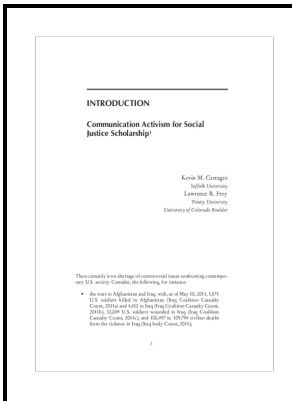 INTRODUCTION
Communication Activism for Social
Justice Scholarship¹
Kevin M. Carragee
Suffolk University
Lawrence R. Frey
Trinity University
University of Colorado Boulder
There certainly is no shortage of controversial issues confronting contempo-
rary U.S. society. Consider, the following, for instance:
• the wars in Afghanistan and Iraq, with, as of May 10, 2011, 1,571
U.S. soldiers killed in Afghanistan (Iraq Coalition Casualty
Count, 2011a) and 4,452 in Iraq (Iraq Coalition Casualty Count,
2011b), 32,049 U.S. soldiers wounded in Iraq (Iraq Coalition
Casualty Count, 2011c), and 100,497 to 109,794 civilian deaths
from the violence in Iraq (Iraq Body Count, 2011);